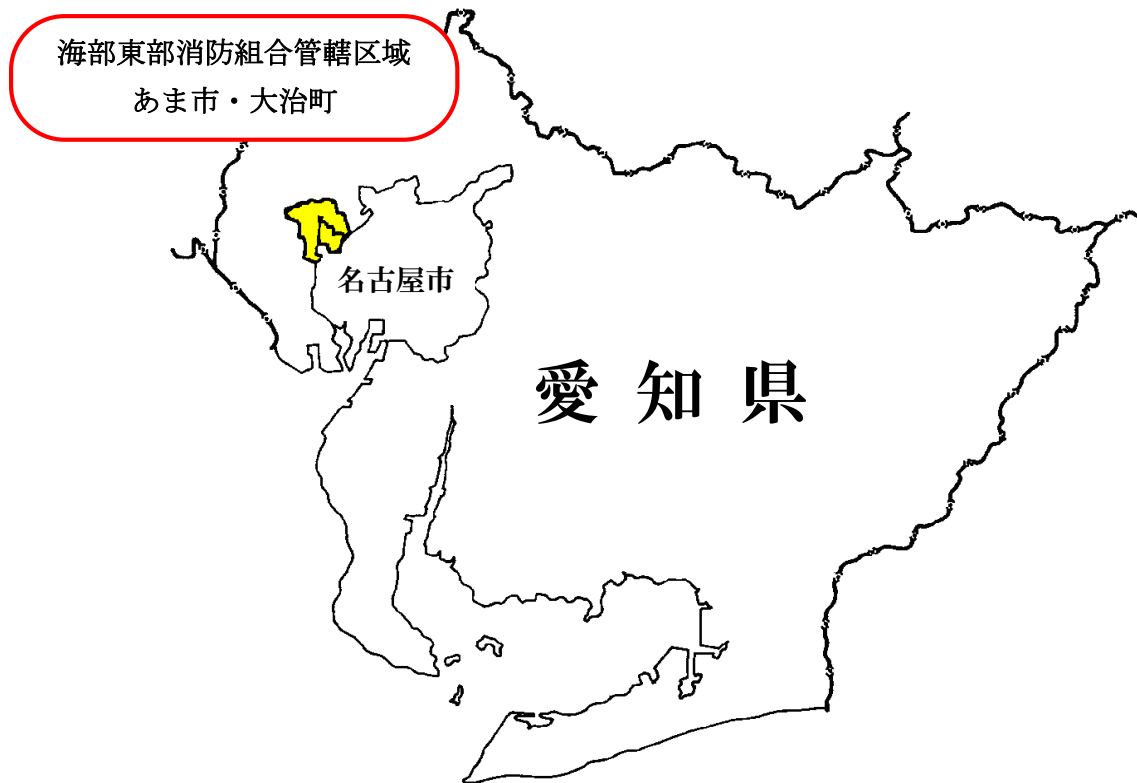 海部東部消防組合管轄区域
あま市・大治町
名古屋市
愛知県